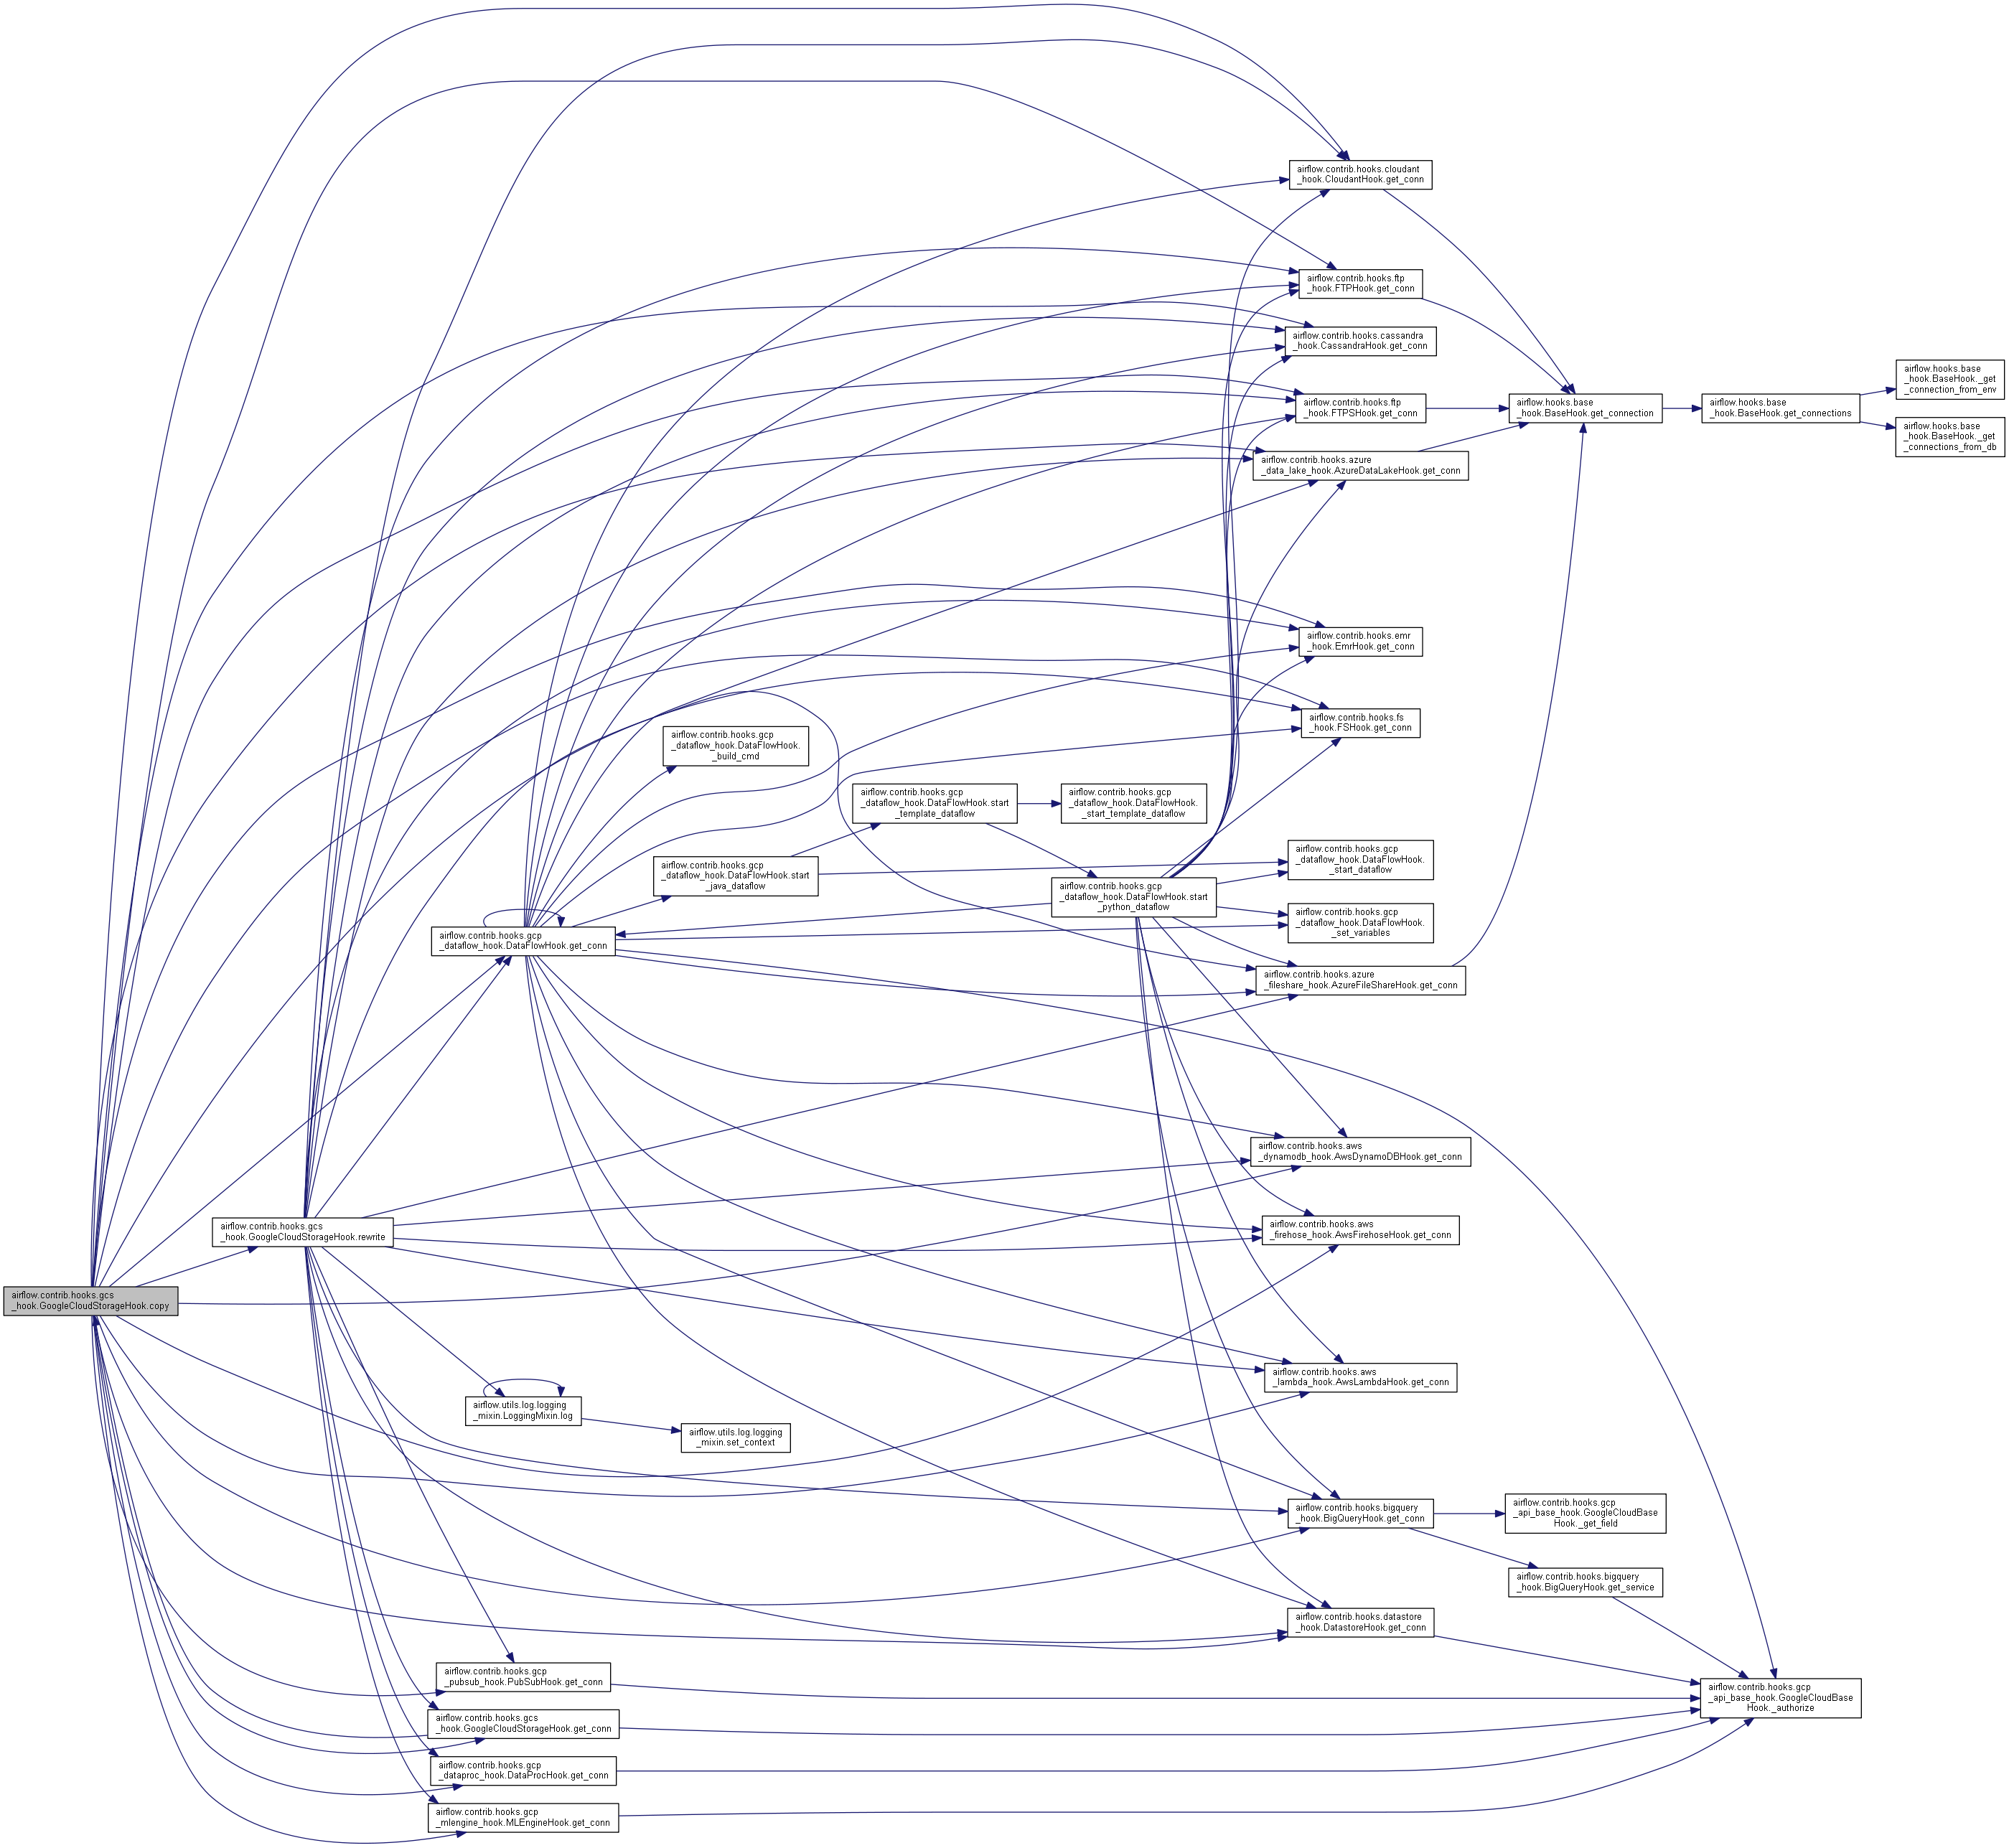 airflow.contrib.hooks.cloudant
_hook.CloudantHook.get_conn
airflow.contrib.hooks.ftp
_hook.FTPHook.get_conn
airflow.contrib.hooks.cassandra
_hook.CassandraHook.get_conn
airflow.hooks.base
_hook.BaseHook._get
_connection_from_env
airflow.contrib.hooks.ftp
_hook.FTPSHook.get_conn
airflow.hooks.base
_hook.BaseHook.get_connection
airflow.hooks.base
_hook.BaseHook.get_connections
airflow.hooks.base
_hook.BaseHook._get
_connections_from_db
airflow.contrib.hooks.azure
_data_lake_hook.AzureDataLakeHook.get_conn
airflow.contrib.hooks.emr
_hook.EmrHook.get_conn
airflow.contrib.hooks.fs
_hook.FSHook.get_conn
airflow.contrib.hooks.gcp
_dataflow_hook.DataFlowHook.
_build_cmd
airflow.contrib.hooks.gcp
_dataflow_hook.DataFlowHook.start
_template_dataflow
airflow.contrib.hooks.gcp
_dataflow_hook.DataFlowHook.
_start_template_dataflow
airflow.contrib.hooks.gcp
_dataflow_hook.DataFlowHook.start
_java_dataflow
airflow.contrib.hooks.gcp
_dataflow_hook.DataFlowHook.
_start_dataflow
airflow.contrib.hooks.gcp
_dataflow_hook.DataFlowHook.start
_python_dataflow
airflow.contrib.hooks.gcp
_dataflow_hook.DataFlowHook.
_set_variables
airflow.contrib.hooks.gcp
_dataflow_hook.DataFlowHook.get_conn
airflow.contrib.hooks.azure
_fileshare_hook.AzureFileShareHook.get_conn
airflow.contrib.hooks.aws
_dynamodb_hook.AwsDynamoDBHook.get_conn
airflow.contrib.hooks.gcs
_hook.GoogleCloudStorageHook.rewrite
airflow.contrib.hooks.aws
_firehose_hook.AwsFirehoseHook.get_conn
airflow.contrib.hooks.gcs
_hook.GoogleCloudStorageHook.copy
airflow.contrib.hooks.aws
_lambda_hook.AwsLambdaHook.get_conn
airflow.utils.log.logging
_mixin.LoggingMixin.log
airflow.utils.log.logging
_mixin.set_context
airflow.contrib.hooks.bigquery
_hook.BigQueryHook.get_conn
airflow.contrib.hooks.gcp
_api_base_hook.GoogleCloudBase
Hook._get_field
airflow.contrib.hooks.bigquery
_hook.BigQueryHook.get_service
airflow.contrib.hooks.datastore
_hook.DatastoreHook.get_conn
airflow.contrib.hooks.gcp
_pubsub_hook.PubSubHook.get_conn
airflow.contrib.hooks.gcp
_api_base_hook.GoogleCloudBase
Hook._authorize
airflow.contrib.hooks.gcs
_hook.GoogleCloudStorageHook.get_conn
airflow.contrib.hooks.gcp
_dataproc_hook.DataProcHook.get_conn
airflow.contrib.hooks.gcp
_mlengine_hook.MLEngineHook.get_conn